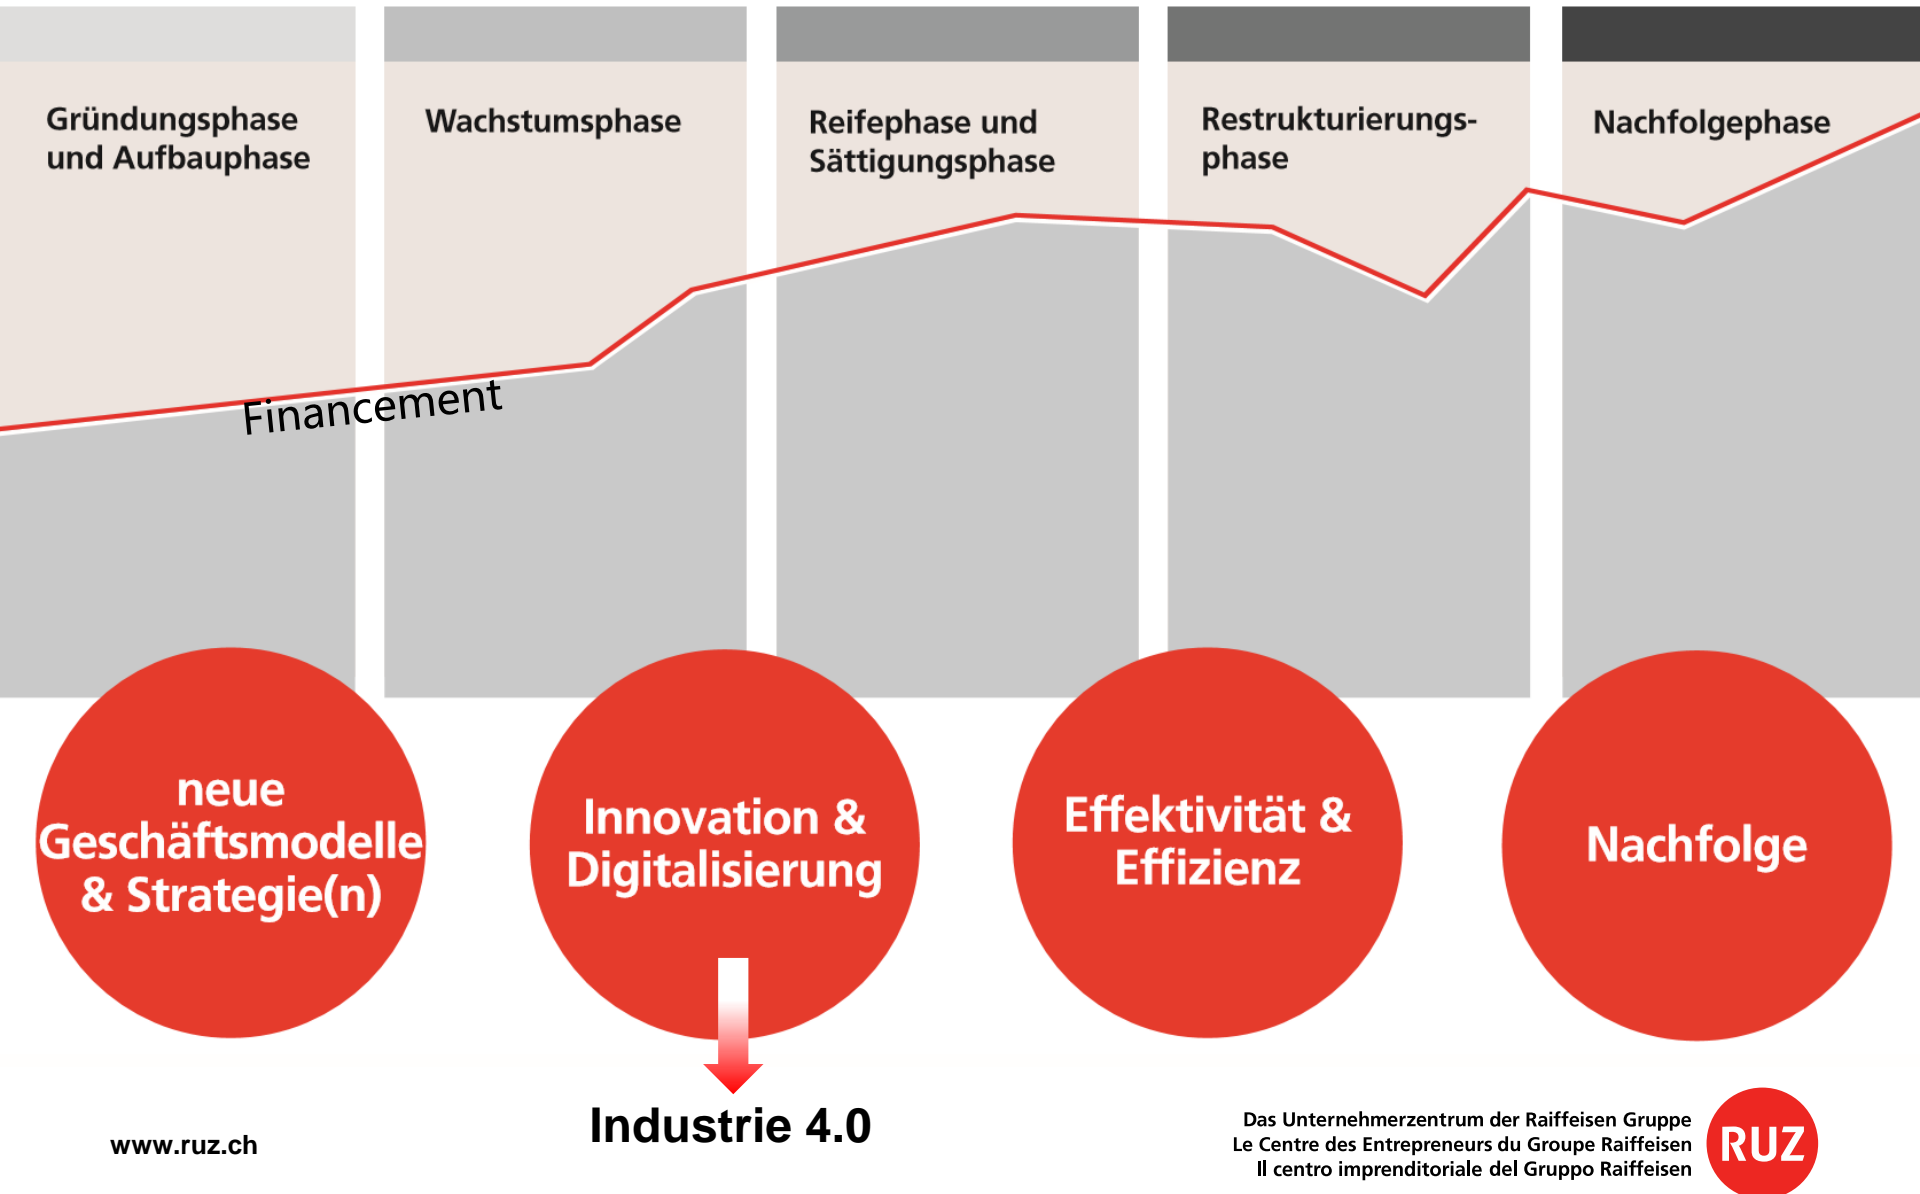 Gründungsphase
und Aufbauphase
Wachstumsphase
Reifephase und
Sättigungsphase
Restrukturierungs-
phase
Nachfolgephase
Financement
neue
Geschäftsmodelle
& Strategie(n)
Innovation &
Digitalisierung
Effektivität &
Effizienz
Nachfolge
Industrie 4.0
www.ruz.ch
Das Unternehmerzentrum der Raiffeisen Gruppe
Le Centre des Entrepreneurs du Groupe Raiffeisen
Il centro imprenditoriale del Gruppo Raiffeisen
RUZ